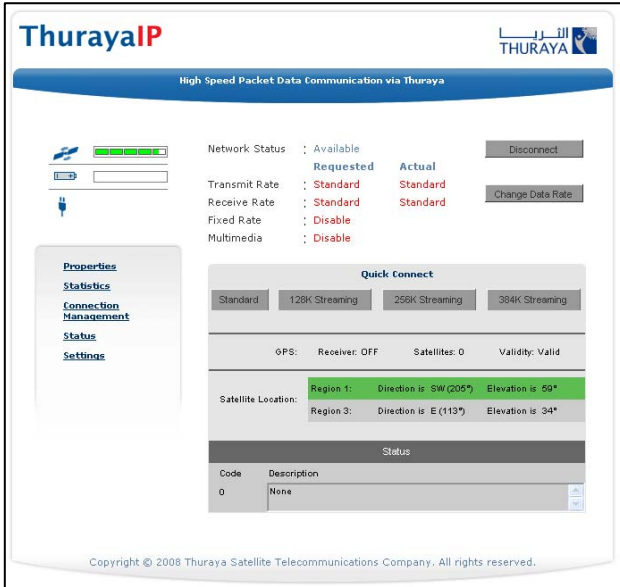 ThurayaIP
الثريا
THURAYA
High Speed Packet Data Communication via Thuraya
Network Status : Available
Disconnect
Requested Actual
Transmit Rate : Standard Standard
Change Data Rate
Receive Rate : Standard Standard
Fixed Rate : Disable
Multimedia : Disable
Properties
Statistics
Connection
Management
Status
Settings
Quick Connect
Standard 128K Streaming 256K Streaming 384K Streaming
GPS: Receiver: OFF Satellites: 0 Validity: Valid
Satellite Location:
Region 1: Direction is SW (205°) Elevation is 59°
Region 3: Direction is E (113°) Elevation is 34°
Status
Code Description
0 None
Copyright © 2008 Thuraya Satellite Telecommunications Company. All rights reserved.